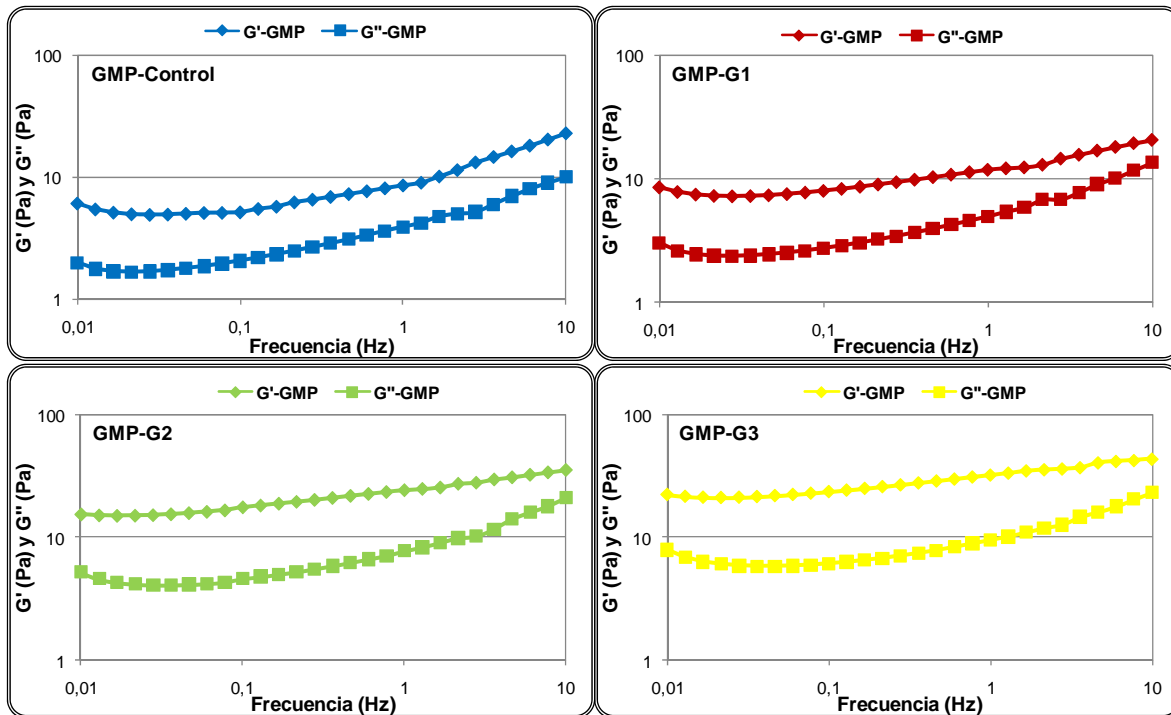 G'-GMP G"-GMP
100
GMP-Control
10
1
G' (Pa) y G" (Pa)
0,01 0,1 1 10
Frecuencia (Hz)
G'-GMP G"-GMP
100
GMP-G1
10
1
G' (Pa) y G'' (Pa)
0,01 0,1 1 10
Frecuencia (Hz)
G'-GMP G"-GMP
100
GMP-G2
10
1
G' (Pa) y G" (Pa)
0,01 0,1 1 10
Frecuencia (Hz)
G'-GMP G"-GMP
100
GMP-G3
10
1
G' (Pa) y G" (Pa)
0,01 0,1 1 10
Frecuencia (Hz)